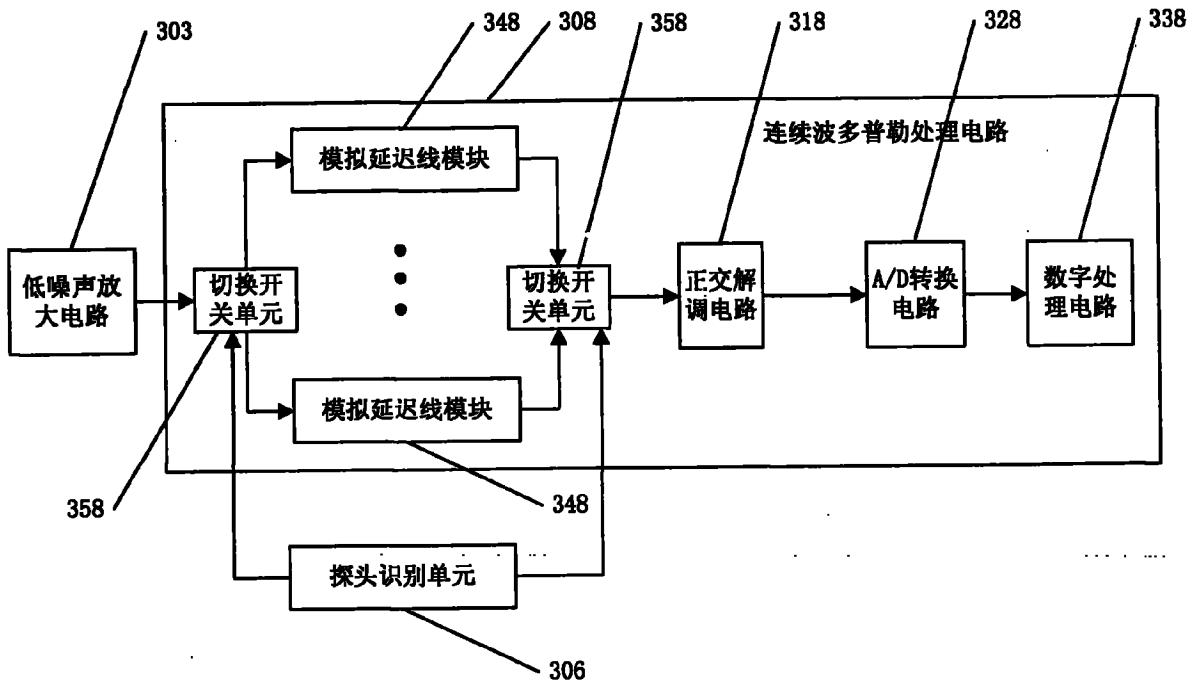 303
348
308
358
318
328
338
连续波多普勒处理电路
模拟延迟线模块
低噪声放
大电路
切换开
关单元
切换开
关单元
正交解
调电路
A/D转换
电路
数字处
理电路
模拟延迟线模块
358
348
探头识别单元
306